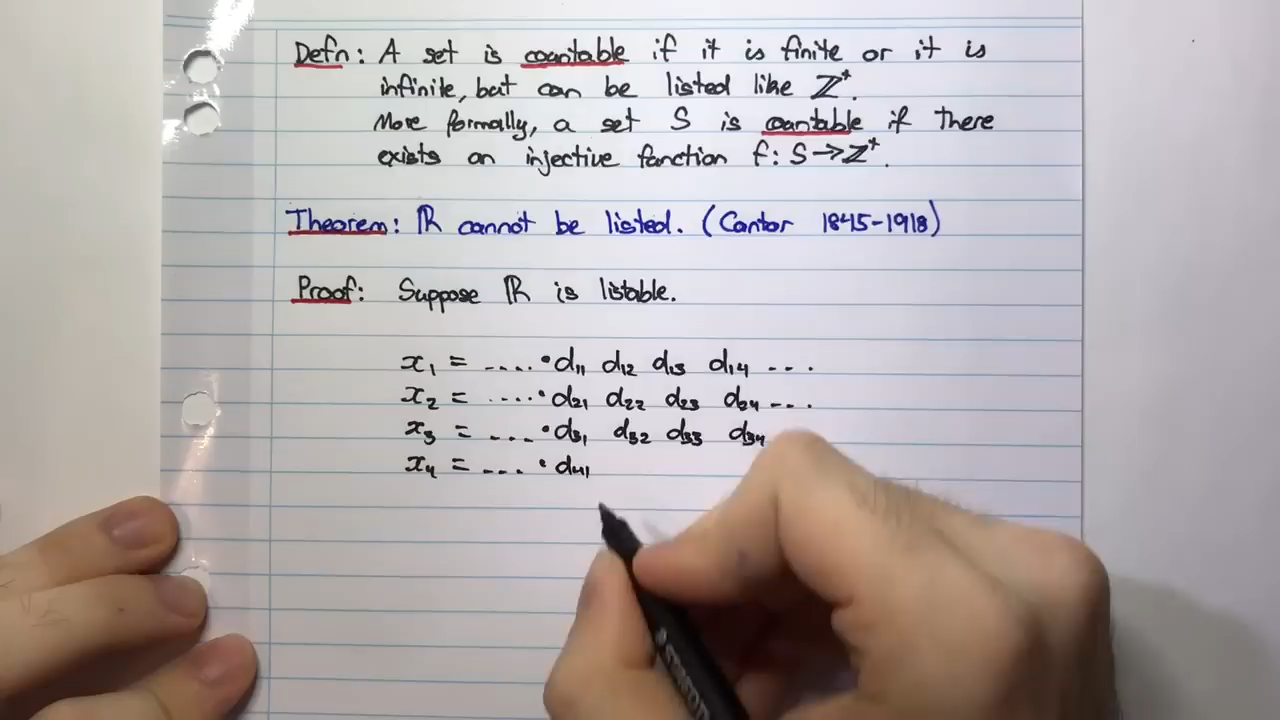 Defn: A set is countable if it is finite or it is
infinite, but can be listed like ℤ⁺.
More formally, a set S is countable if there
exists an injective function f: S→ℤ⁺.
Theorem: ℝ cannot be listed. (Cantor 1845-1918)
Proof: Suppose ℝ is listable.
x₁ = ....•d₁₁ d₁₂ d₁₃ d₁₄ ...
x₂ = .....•d₂₁ d₂₂ d₂₃ d₂₄ ...
x₃ = ....•d₃₁ d₃₂ d₃₃ d₃₄
x₄ = ....•d₄₁